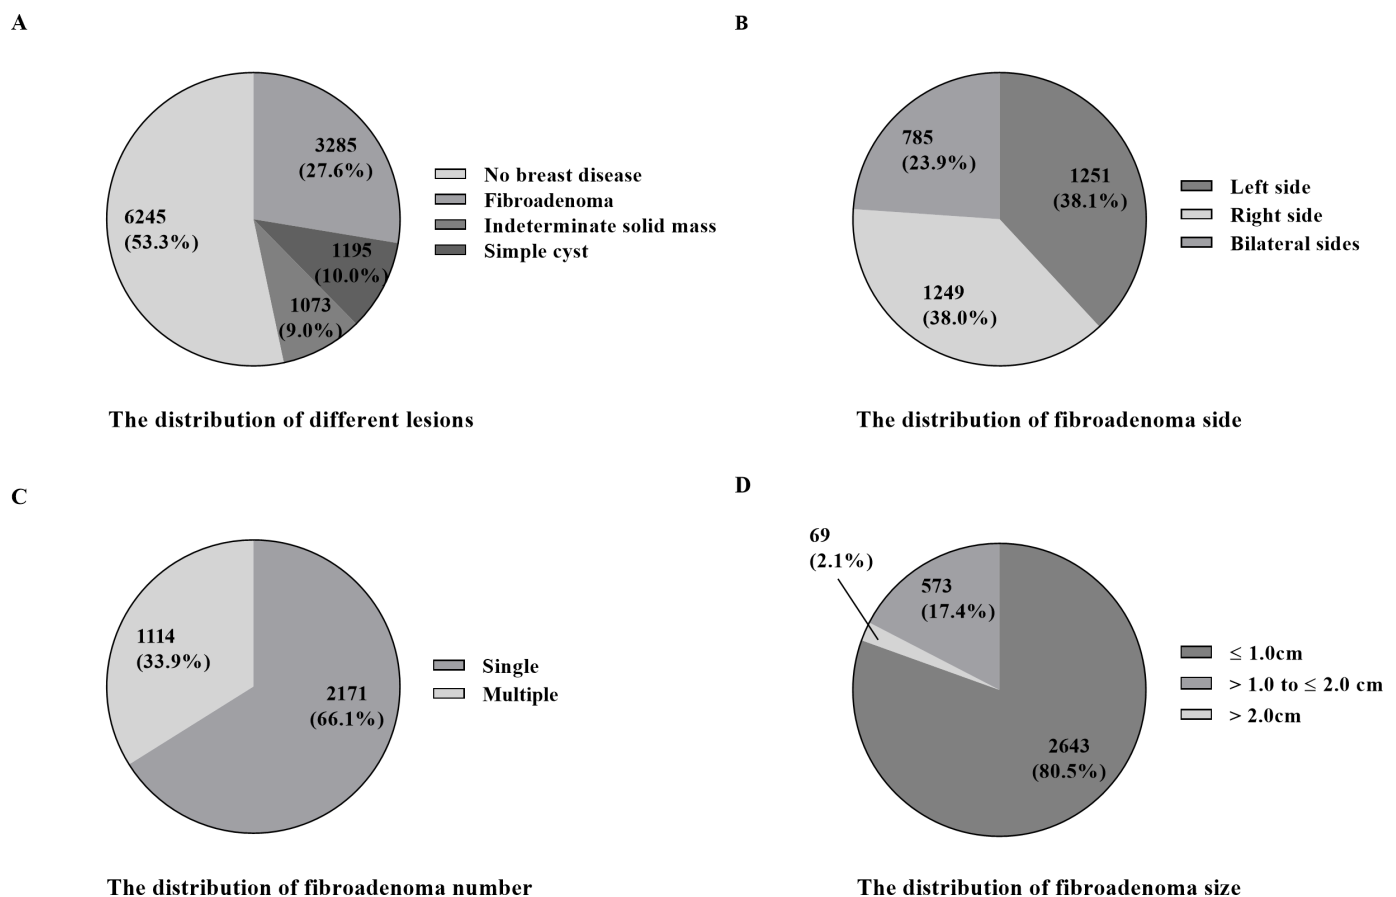 A
3285
(27.6%)
6245
(53.3%)
1195
(10.0%)
1073
(9.0%)
No breast disease
Fibroadenoma
Indeterminate solid mass
Simple cyst
The distribution of different lesions
B
785
(23.9%)
1251
(38.1%)
1249
(38.0%)
Left side
Right side
Bilateral sides
The distribution of fibroadenoma side
C
1114
(33.9%)
2171
(66.1%)
Single
Multiple
The distribution of fibroadenoma number
D
69
(2.1%)
573
(17.4%)
2643
(80.5%)
≤ 1.0cm
> 1.0 to ≤ 2.0 cm
> 2.0cm
The distribution of fibroadenoma size